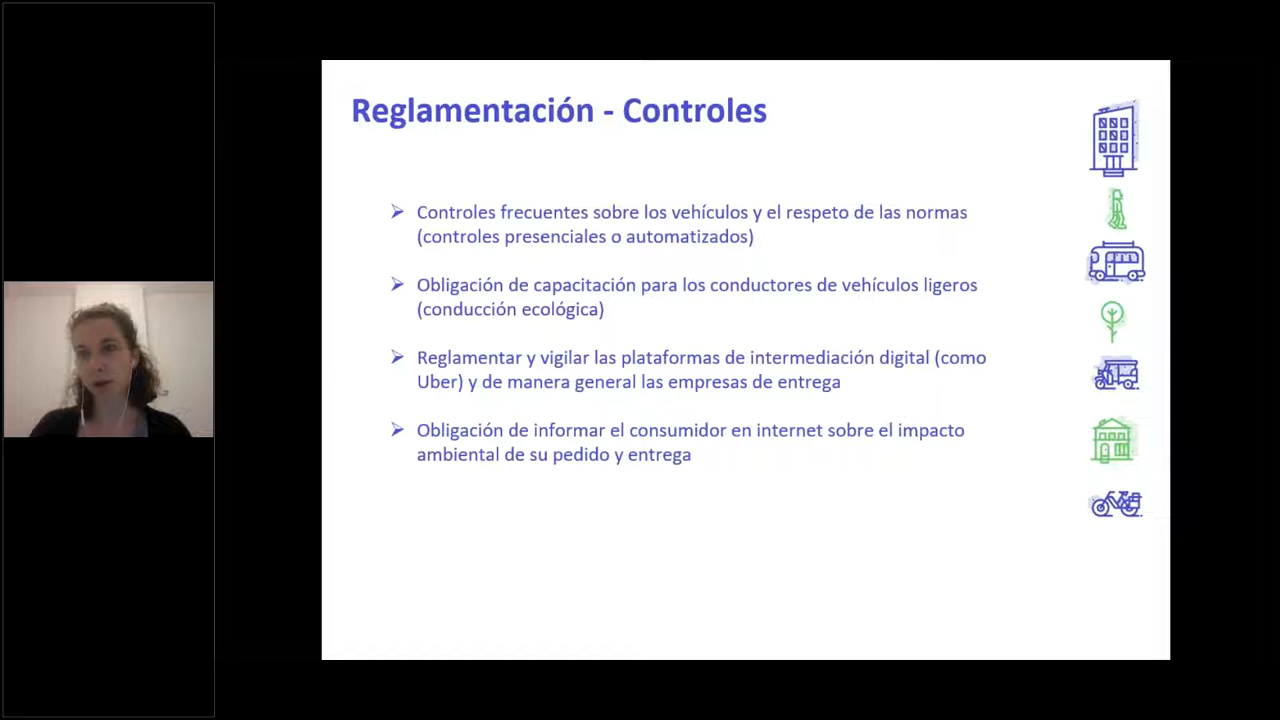 Reglamentación - Controles
Controles frecuentes sobre los vehículos y el respeto de las normas
(controles presenciales o automatizados)
Obligación de capacitación para los conductores de vehículos ligeros
(conducción ecológica)
Reglamentar y vigilar las plataformas de intermediación digital (como
Uber) y de manera general las empresas de entrega
Obligación de informar el consumidor en internet sobre el impacto
ambiental de su pedido y entrega